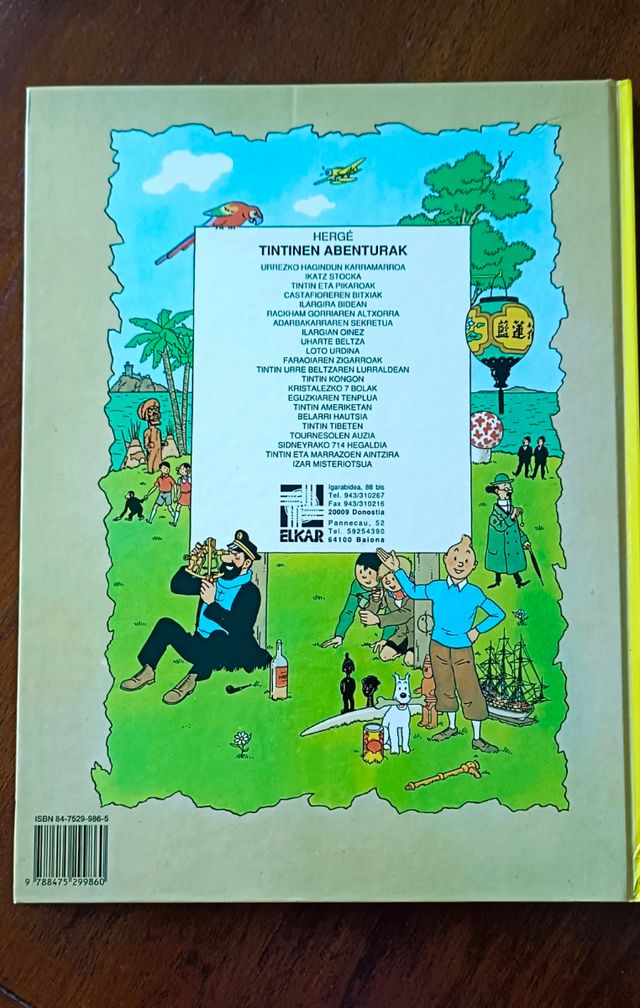 HERGÉ
TINTINEN ABENTURAK
URREZKO HAGINDUN KARRAMARROA
IKATZ STOCKA
TINTIN ETA PIKAROAK
CASTAFIOREREN BITXIAK
ILARGIRA BIDEAN
RACKHAM GORRIAREN ALTXORRA
ADARBAKARRAREN SEKRETUA
ILARGIAN OINEZ
UHARTE BELTZA
LOTO URDINA
FARAOIAREN ZIGARROAK
TINTIN URRE BELTZAREN LURRALDEAN
TINTIN KONGON
KRISTALEZKO 7 BOLAK
EGUZKIAREN TENPLUA
TINTIN AMERIKETAN
BELARRI HAUTSIA
TINTIN TIBETEN
TOURNESOLEN AUZIA
SIDNEYRAKO 714 HEGALDIA
TINTIN ETA MARRAZOEN AINTZIRA
IZAR MISTERIOTSUA
ELKAR
Igarabidea, 88 bis
Tel. 943/310267
Fax 943/310216
20009 Donostia
Pannecau, 52
Tel. 59254390
64100 Baiona
藍蓮
ISBN 84-7529-986-5
9 788475 299860